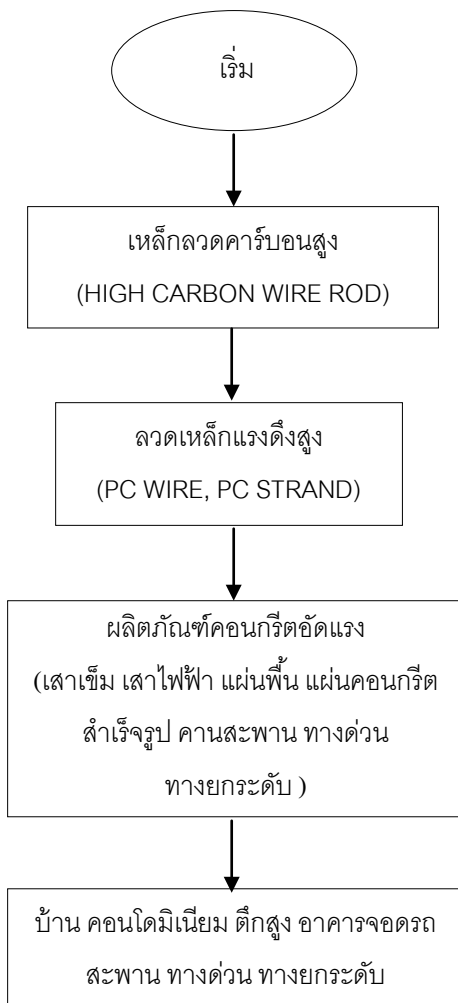 เริ่ม
เหล็กลวดคาร์บอนสูง
(HIGH CARBON WIRE ROD)
ลวดเหล็กแรงดึงสูง
(PC WIRE, PC STRAND)
ผลิตภัณฑ์คอนกรีตอัดแรง
(เสาเข็ม เสาไฟฟ้า แผ่นพื้น แผ่นคอนกรีต
สำเร็จรูป คานสะพาน ทางด่วน
ทางยกระดับ )
บ้าน คอนโดมิเนียม ตึกสูง อาคารจอดรถ
สะพาน ทางด่วน ทางยกระดับ